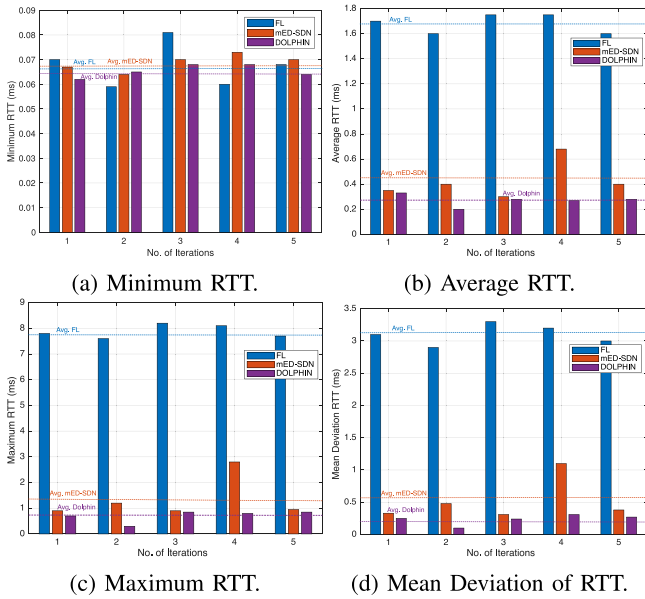 0.09
0.08
0.07
0.06
0.05
0.04
0.03
0.02
0.01
0
Minimum RTT (ms)
FL
mED-SDN
DOLPHIN
Avg. FL
Avg. mED-SDN
Avg. Dolphin
1 2 3 4 5
No. of Iterations
(a) Minimum RTT.
1.8
1.6
1.4
1.2
1
0.8
0.6
0.4
0.2
0
Average RTT (ms)
Avg. FL
FL
mED-SDN
DOLPHIN
Avg. mED-SDN
Avg. Dolphin
1 2 3 4 5
No. of Iterations
(b) Average RTT.
9
8
7
6
5
4
3
2
1
0
Maximum RTT (ms)
Avg. FL
FL
mED-SDN
DOLPHIN
Avg. mED-SDN
Avg. Dolphin
1 2 3 4 5
No. of Iterations
(c) Maximum RTT.
3.5
3
2.5
2
1.5
1
0.5
0
Mean Deviation RTT (ms)
Avg. FL
FL
mED-SDN
DOLPHIN
Avg. mED-SDN
Avg. Dolphin
1 2 3 4 5
No. of Iterations
(d) Mean Deviation of RTT.